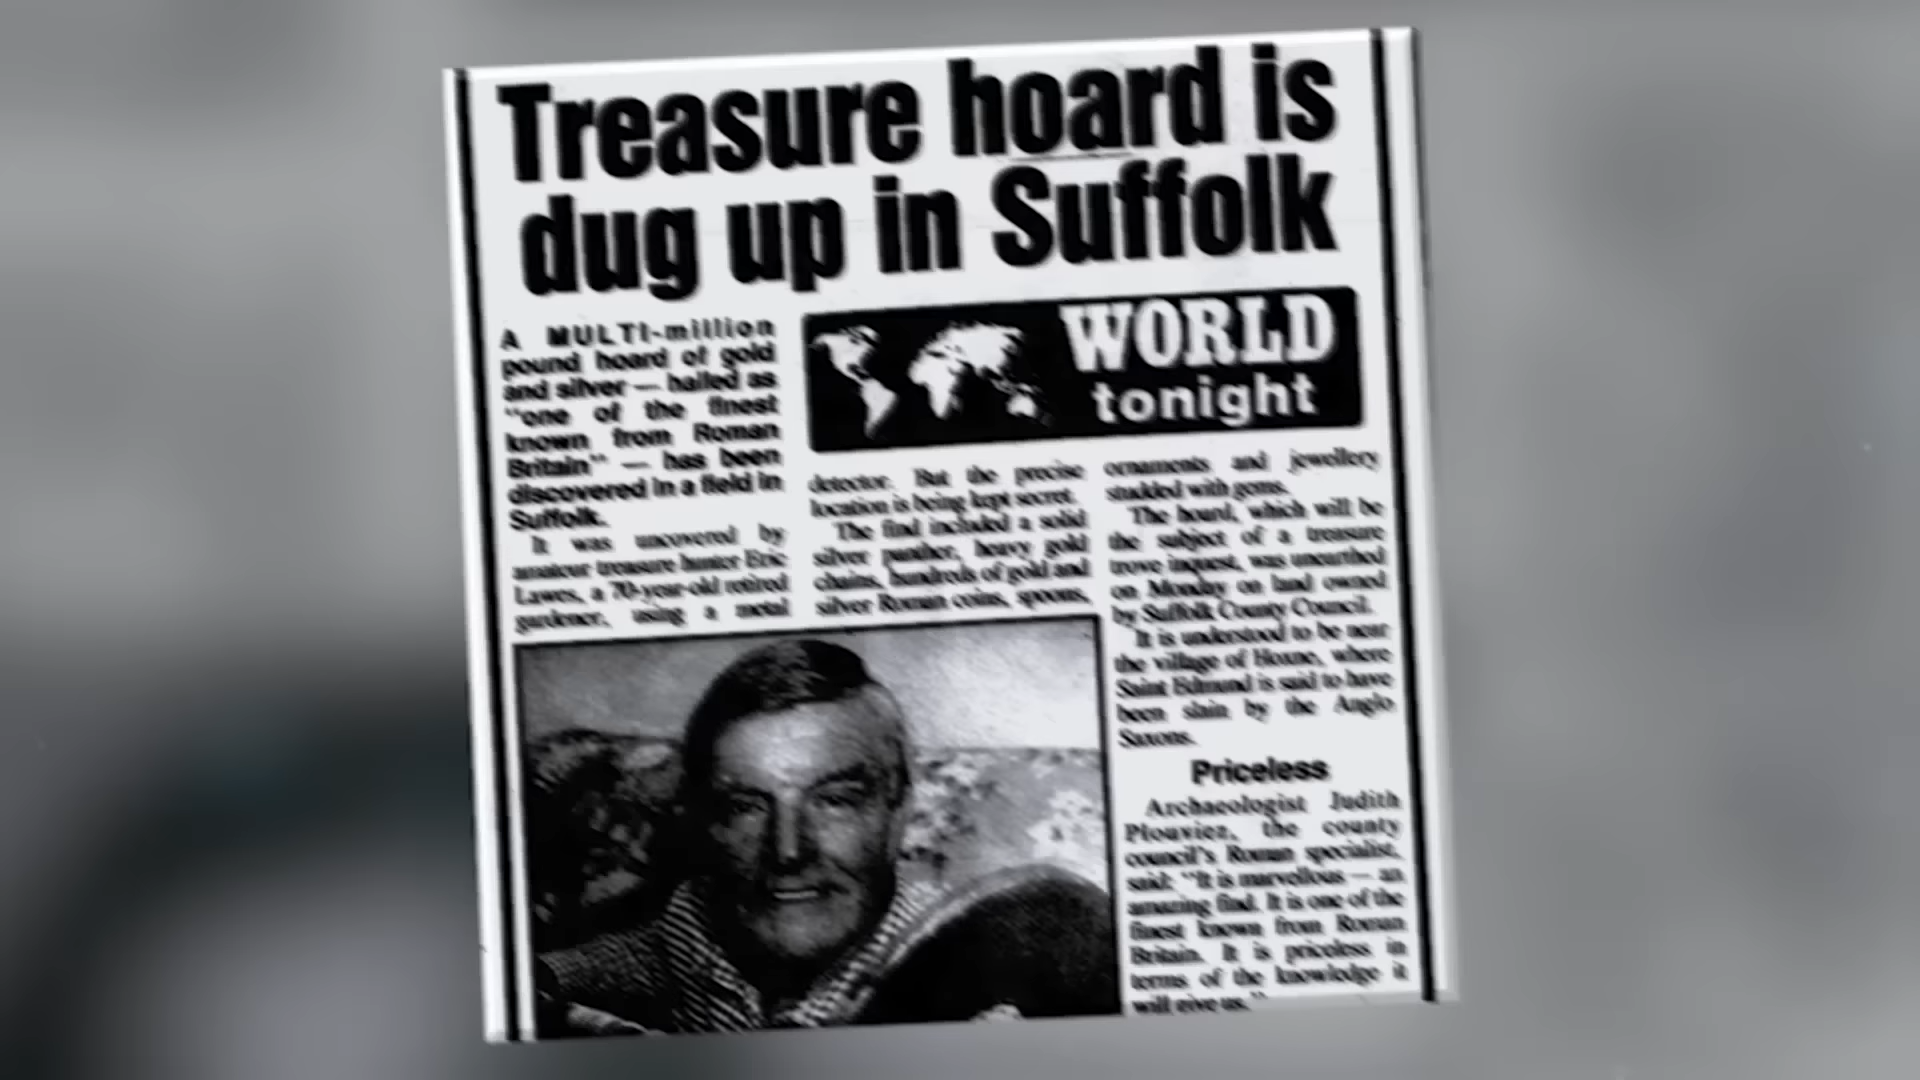 Treasure hoard is
dug up in Suffolk
A MULTI-million
pound hoard of gold
and silver — hailed as
"one of the finest
known from Roman
Britain" — has been
discovered in a field in
Suffolk.
It was uncovered by
amateur treasure hunter Eric
Lawes, a 70-year-old retired
gardener, using a metal
WORLD
tonight
detector. But the precise
location is being kept secret.
The find included a solid
silver panther, heavy gold
chains, hundreds of gold and
silver Roman coins, spoons,
ornaments and jewellery
studded with gems.
The hoard, which will be
the subject of a treasure
trove inquest, was unearthed
on Monday on land owned
by Suffolk County Council.
It is understood to be near
the village of Hoxne, where
Saint Edmund is said to have
been slain by the Anglo
Saxons.
Priceless
Archaeologist Judith
Plouviez, the county
council's Roman specialist,
said: "It is marvellous — an
amazing find. It is one of the
finest known from Roman
Britain. It is priceless in
terms of the knowledge it
will give us."